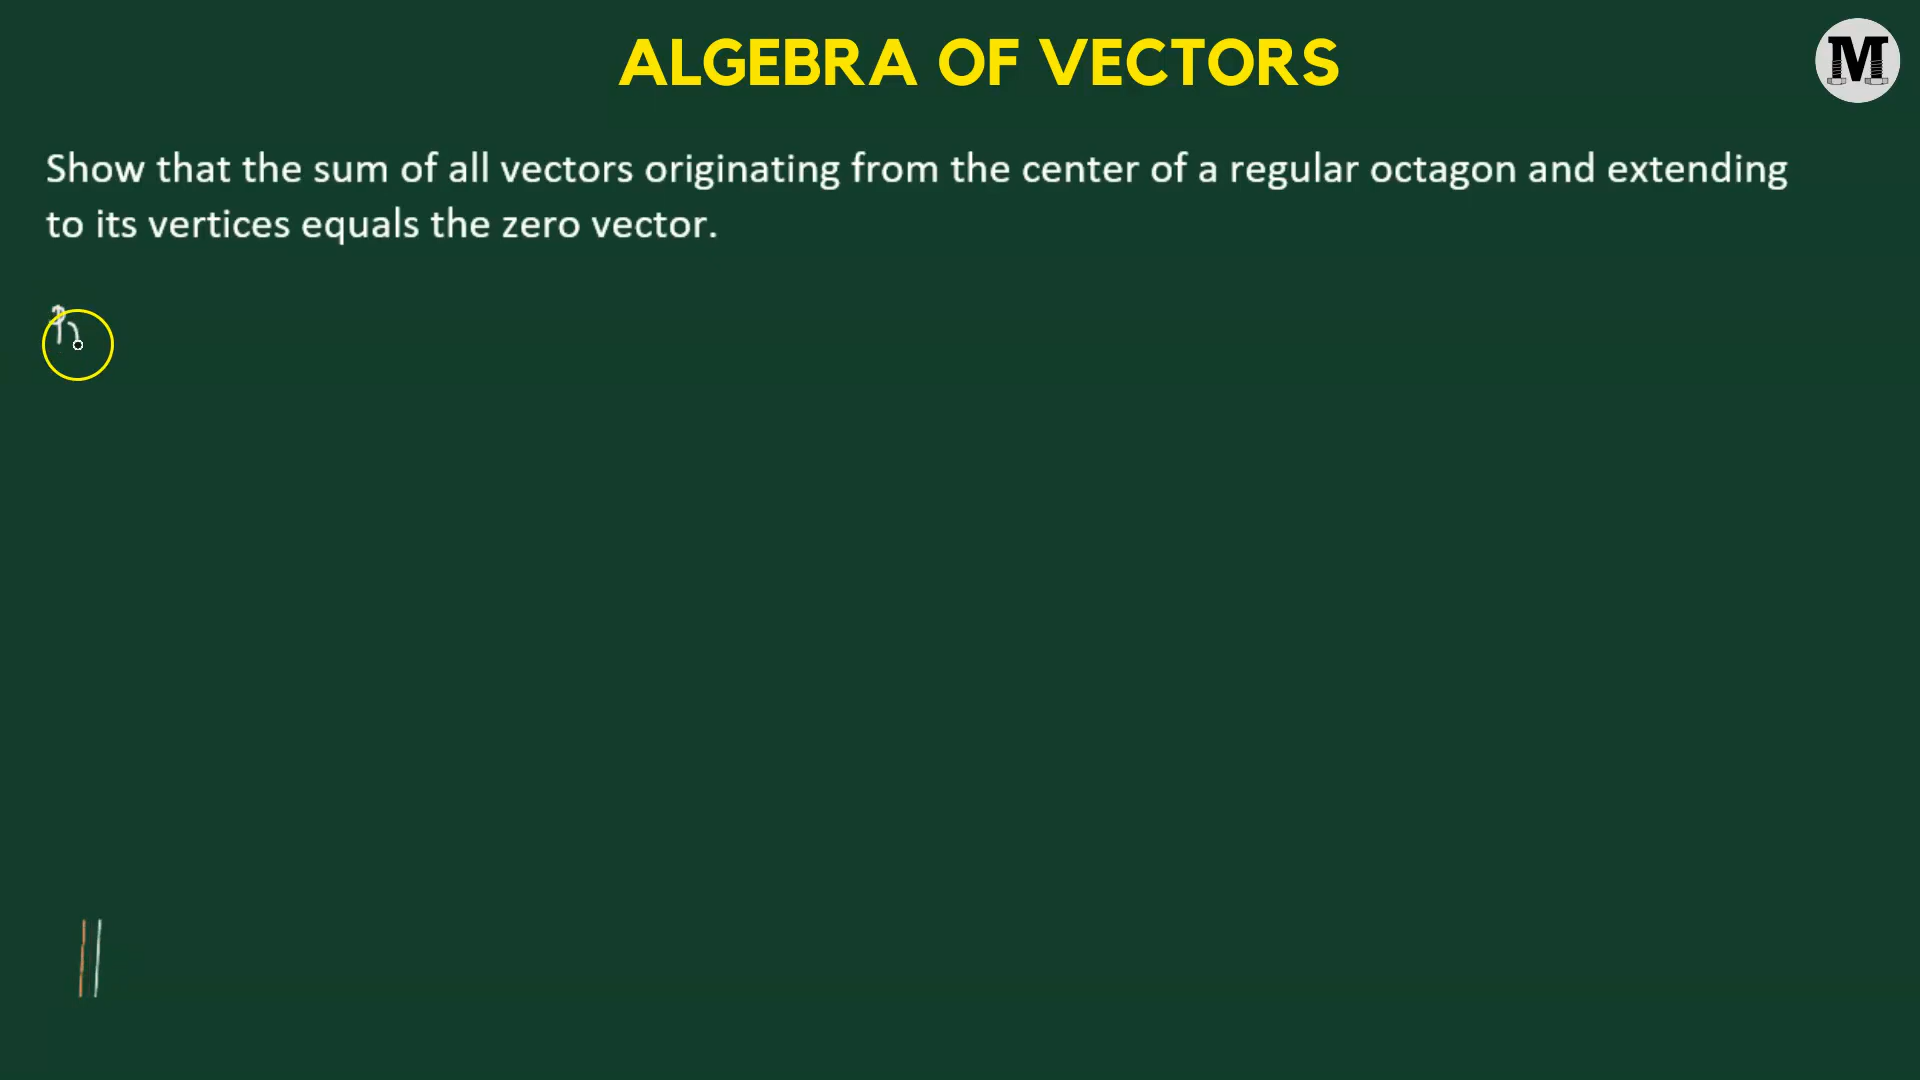 ALGEBRA OF VECTORS
M
Show that the sum of all vectors originating from the center of a regular octagon and extending
to its vertices equals the zero vector.